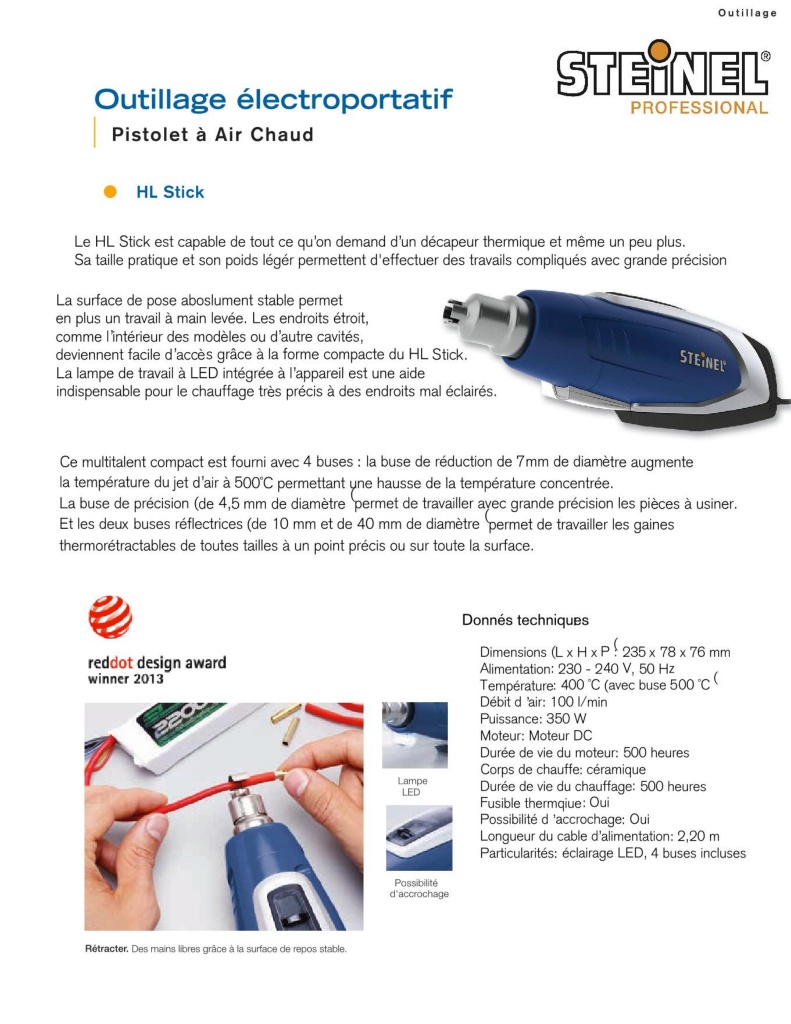 Outillage
STEiNEL®
PROFESSIONAL
Outillage électroportatif
Pistolet à Air Chaud
HL Stick
Le HL Stick est capable de tout ce qu'on demand d'un décapeur thermique et même un peu plus.
Sa taille pratique et son poids légér permettent d'effectuer des travails compliqués avec grande précision
La surface de pose aboslument stable permet
en plus un travail à main levée. Les endroits étroit,
comme l'intérieur des modèles ou d'autre cavités,
deviennent facile d'accès grâce à la forme compacte du HL Stick.
La lampe de travail à LED intégrée à l'appareil est une aide
indispensable pour le chauffage très précis à des endroits mal éclairés.
STEiNEL®
Ce multitalent compact est fourni avec 4 buses : la buse de réduction de 7mm de diamètre augmente
la température du jet d'air à 500°C permettant une hausse de la température concentrée.
La buse de précision (de 4,5 mm de diamètre (permet de travailler avec grande précision les pièces à usiner.
Et les deux buses réflectrices (de 10 mm et de 40 mm de diamètre (permet de travailler les gaines
thermorétractables de toutes tailles à un point précis ou sur toute la surface.
reddot design award
winner 2013
2200
Lampe
LED
Possibilité
d'accrochage
Rétracter. Des mains libres grâce à la surface de repos stable.
Donnés techniques
Dimensions (L x H x P (: 235 x 78 x 76 mm
Alimentation: 230 - 240 V, 50 Hz
Température: 400 °C (avec buse 500 °C (
Débit d 'air: 100 l/min
Puissance: 350 W
Moteur: Moteur DC
Durée de vie du moteur: 500 heures
Corps de chauffe: céramique
Durée de vie du chauffage: 500 heures
Fusible thermqiue: Oui
Possibilité d 'accrochage: Oui
Longueur du cable d'alimentation: 2,20 m
Particularités: éclairage LED, 4 buses incluses